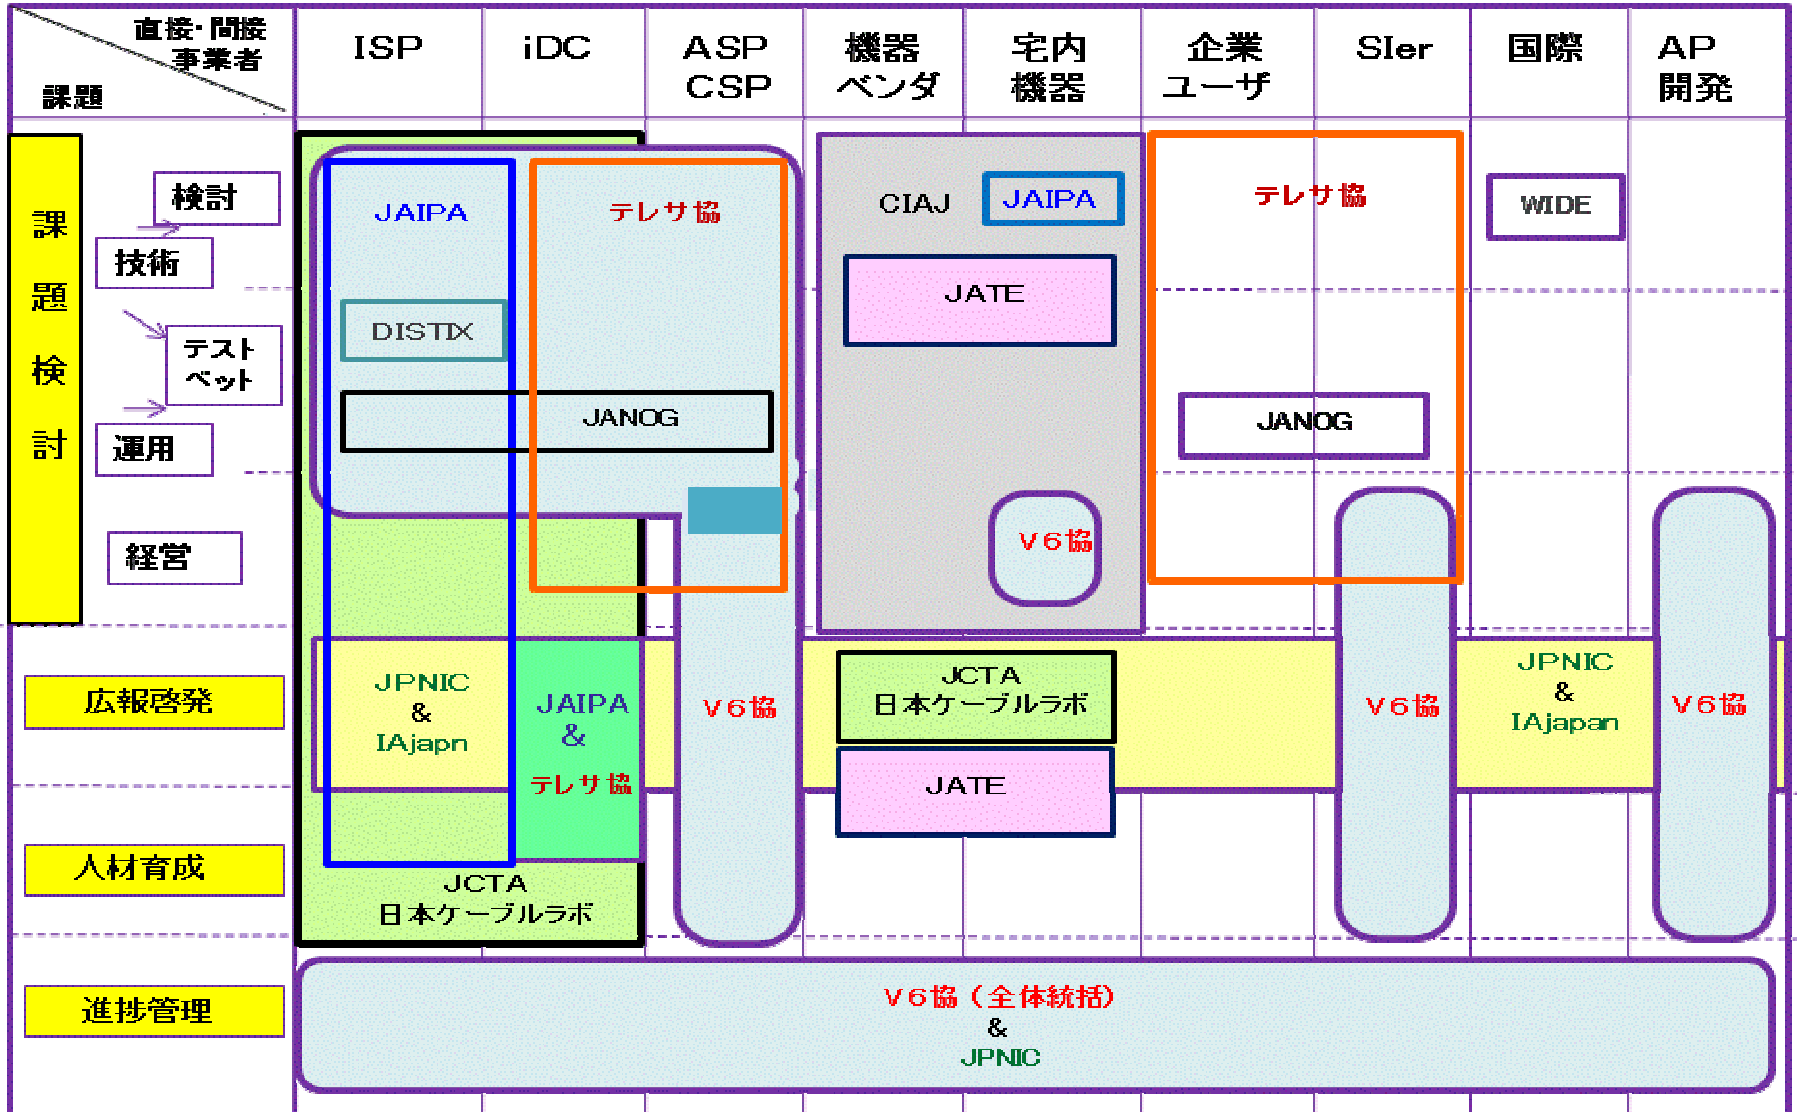 直接・間接
事業者
課題
ISP
iDC
ASP
CSP
機器
ベンダ
宅内
機器
企業
ユーザ
SIer
国際
AP
開発
課題検討
検討
技術
テスト
ベット
運用
経営
JAIPA
テレサ協
DISTIX
JANOG
CIAJ
JAIPA
JATE
V6協
テレサ協
JANOG
WIDE
広報啓発
JPNIC
&
IAjapn
JAIPA
&
テレサ協
V6協
JCTA
日本ケーブルラボ
JATE
V6協
JPNIC
&
IAjapan
V6協
人材育成
JCTA
日本ケーブルラボ
進捗管理
V6協（全体統括）
&
JPNIC